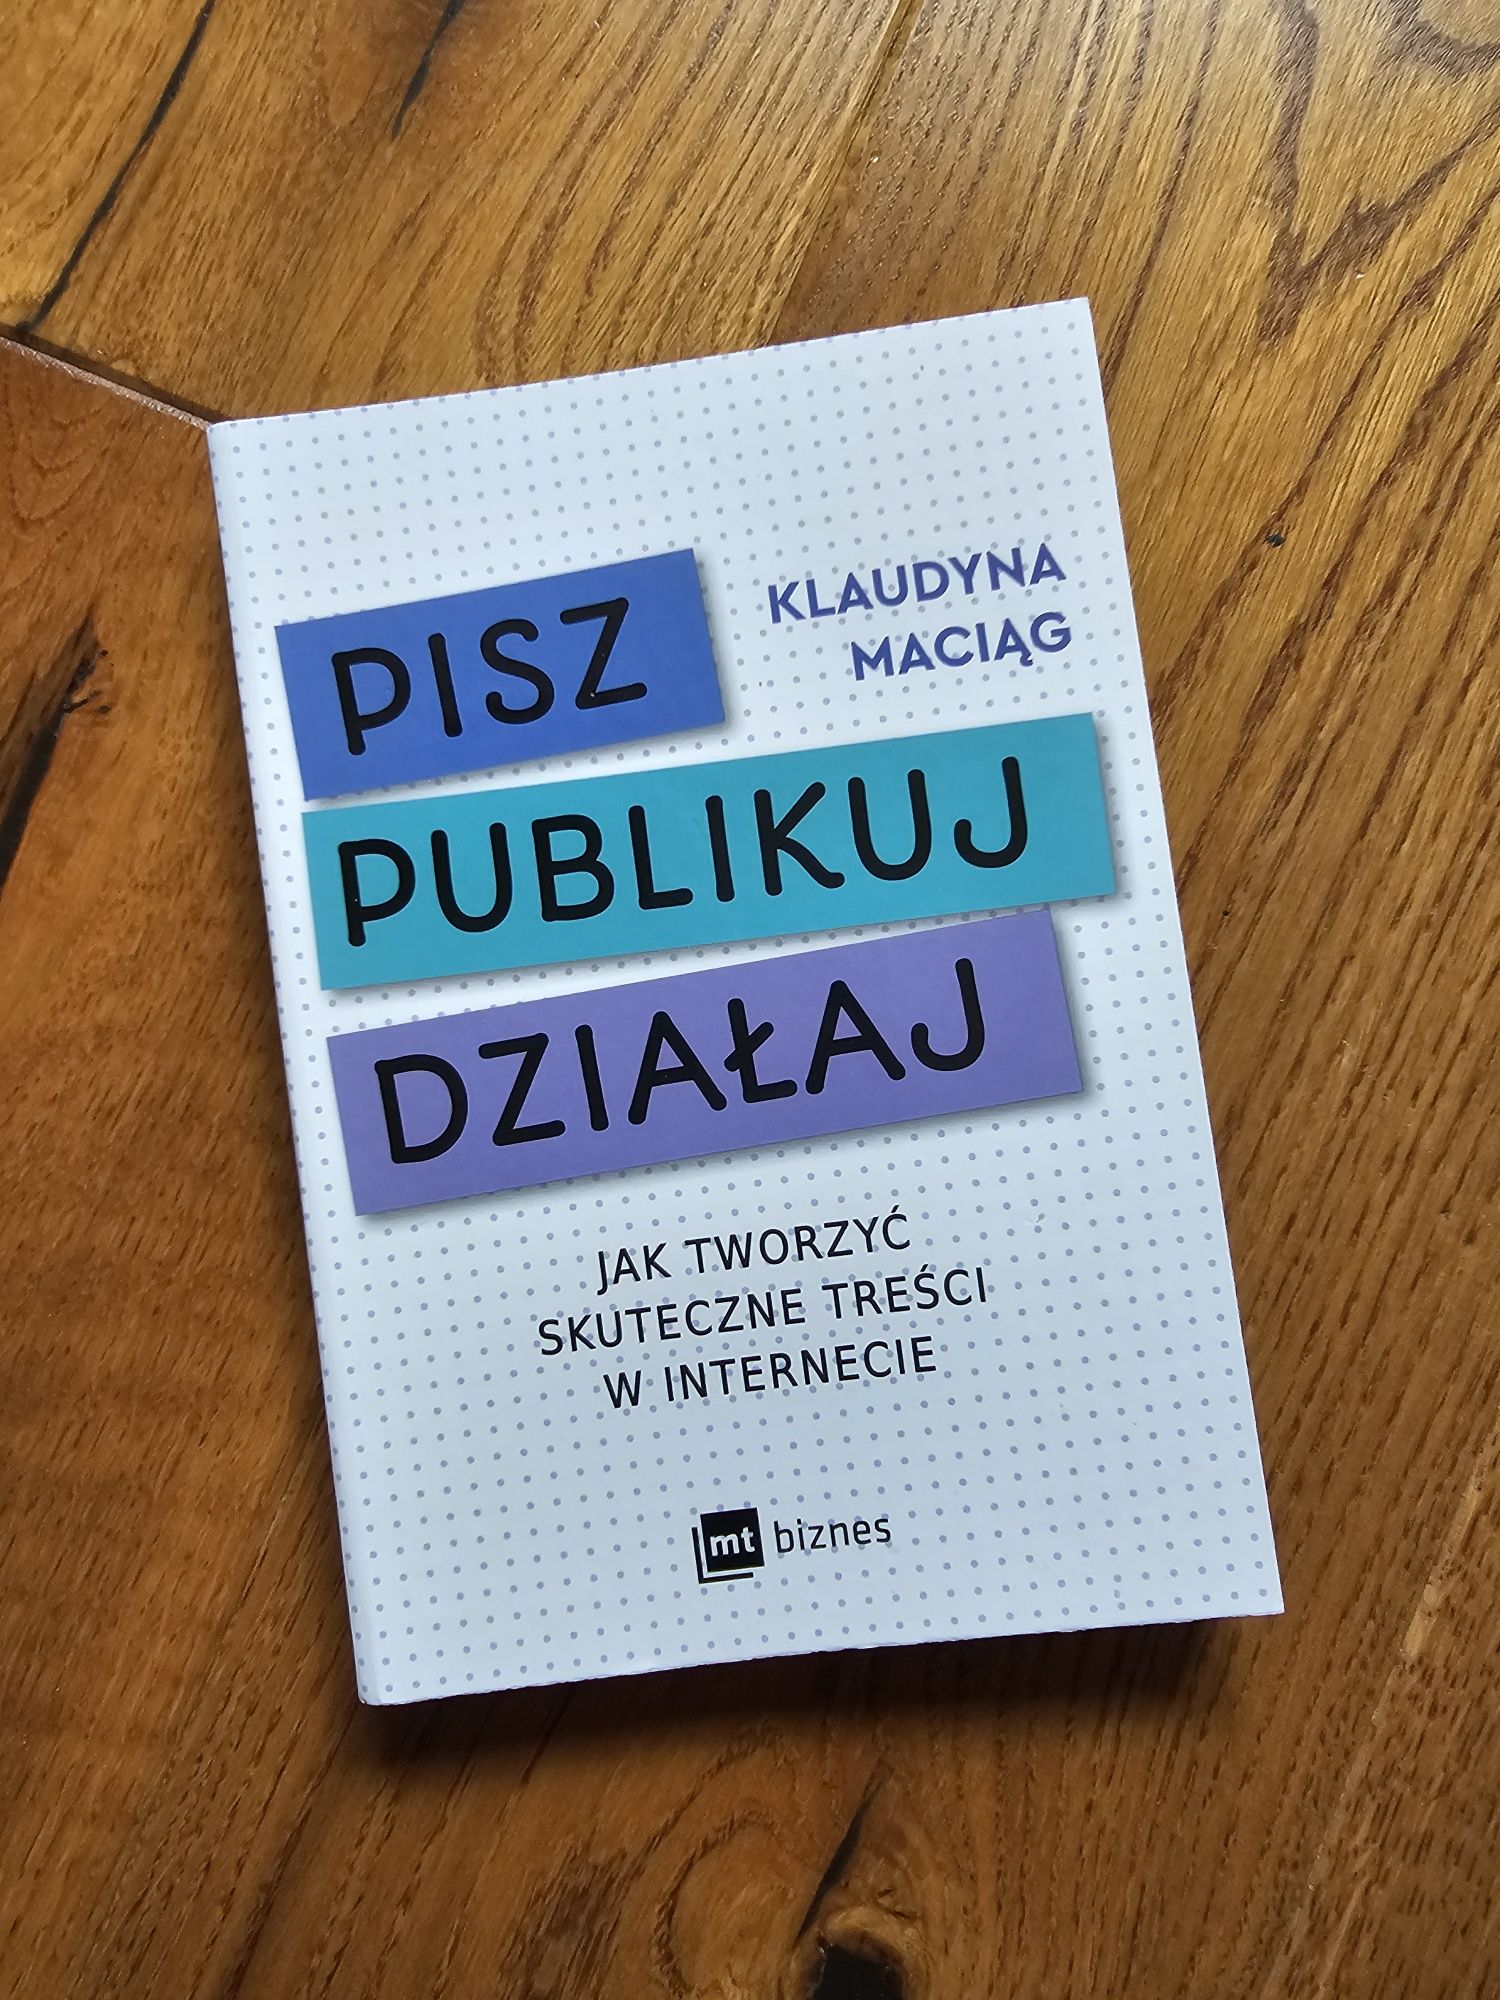 PISZ
KLAUDYNA
MACIĄG
PUBLIKUJ
DZIAŁAJ
JAK TWORZYĆ
SKUTECZNE TREŚCI
W INTERNECIE
mt biznes